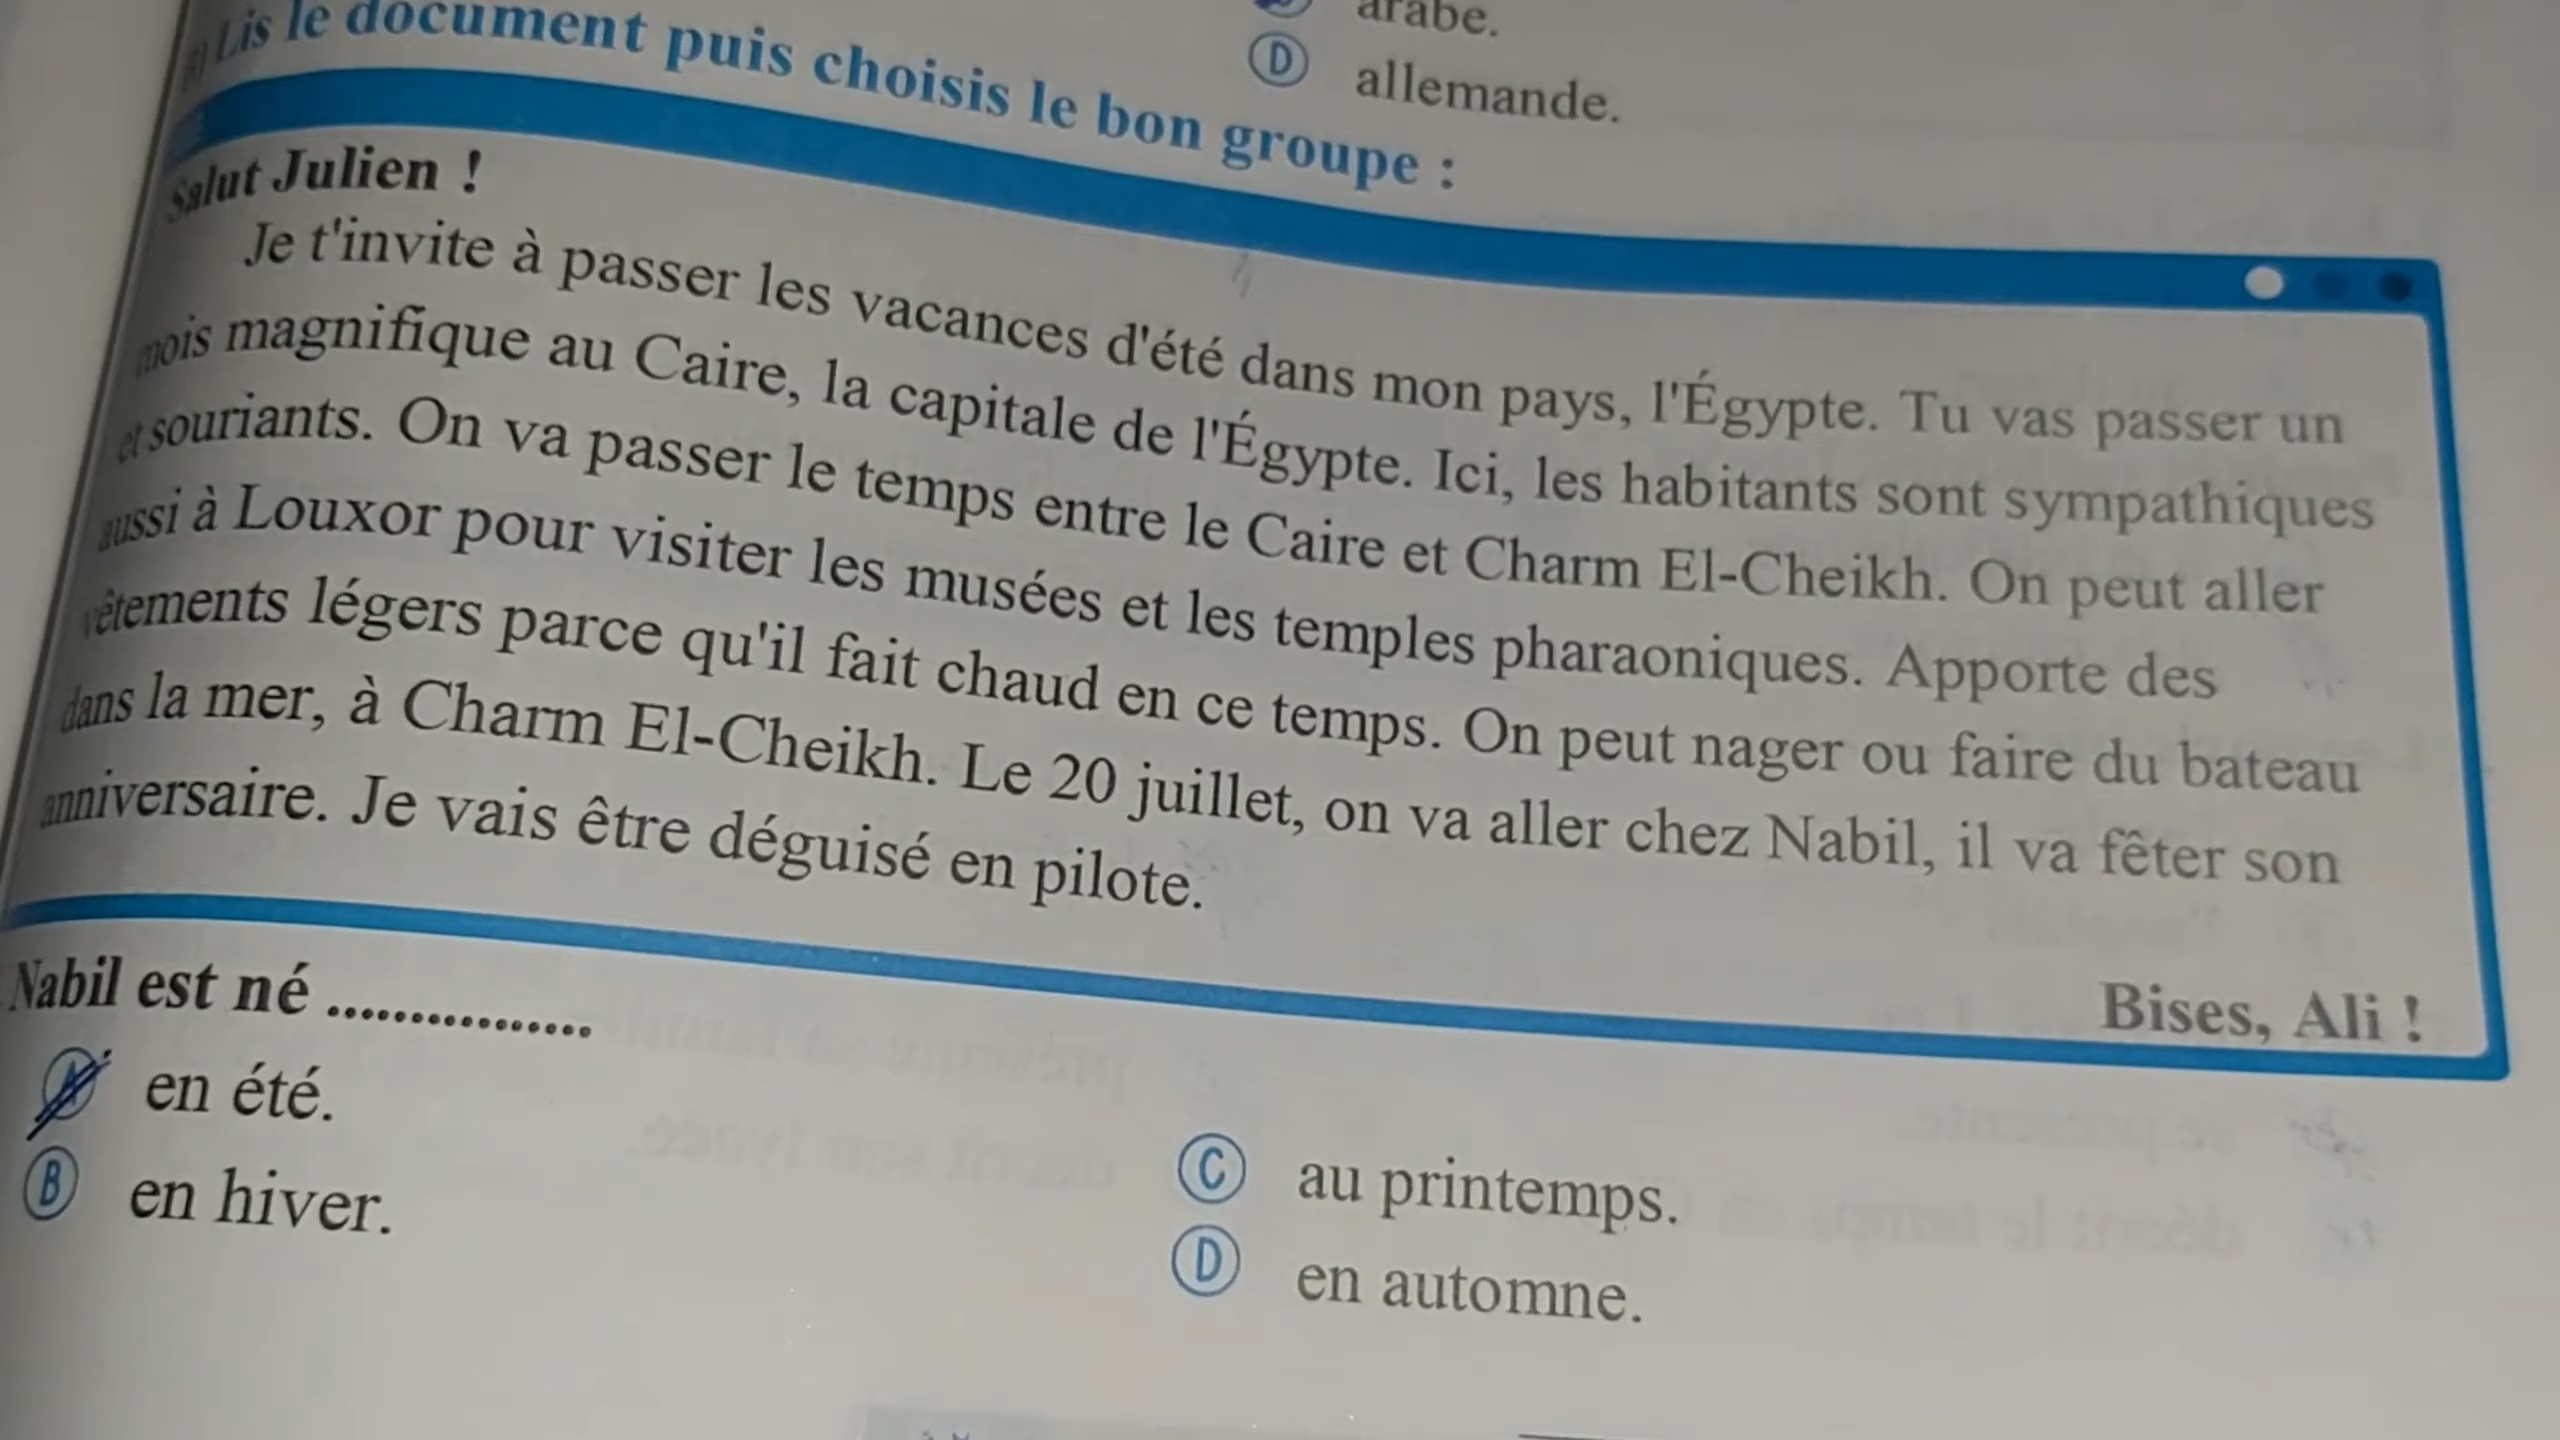 arabe.
D allemande.
6) Lis le document puis choisis le bon groupe :
Salut Julien !
Je t'invite à passer les vacances d'été dans mon pays, l'Égypte. Tu vas passer un
mois magnifique au Caire, la capitale de l'Égypte. Ici, les habitants sont sympathiques
et souriants. On va passer le temps entre le Caire et Charm El-Cheikh. On peut aller
aussi à Louxor pour visiter les musées et les temples pharaoniques. Apporte des
vêtements légers parce qu'il fait chaud en ce temps. On peut nager ou faire du bateau
dans la mer, à Charm El-Cheikh. Le 20 juillet, on va aller chez Nabil, il va fêter son
anniversaire. Je vais être déguisé en pilote.
Bises, Ali !
Nabil est né ................
A en été.
B en hiver.
C au printemps.
D en automne.